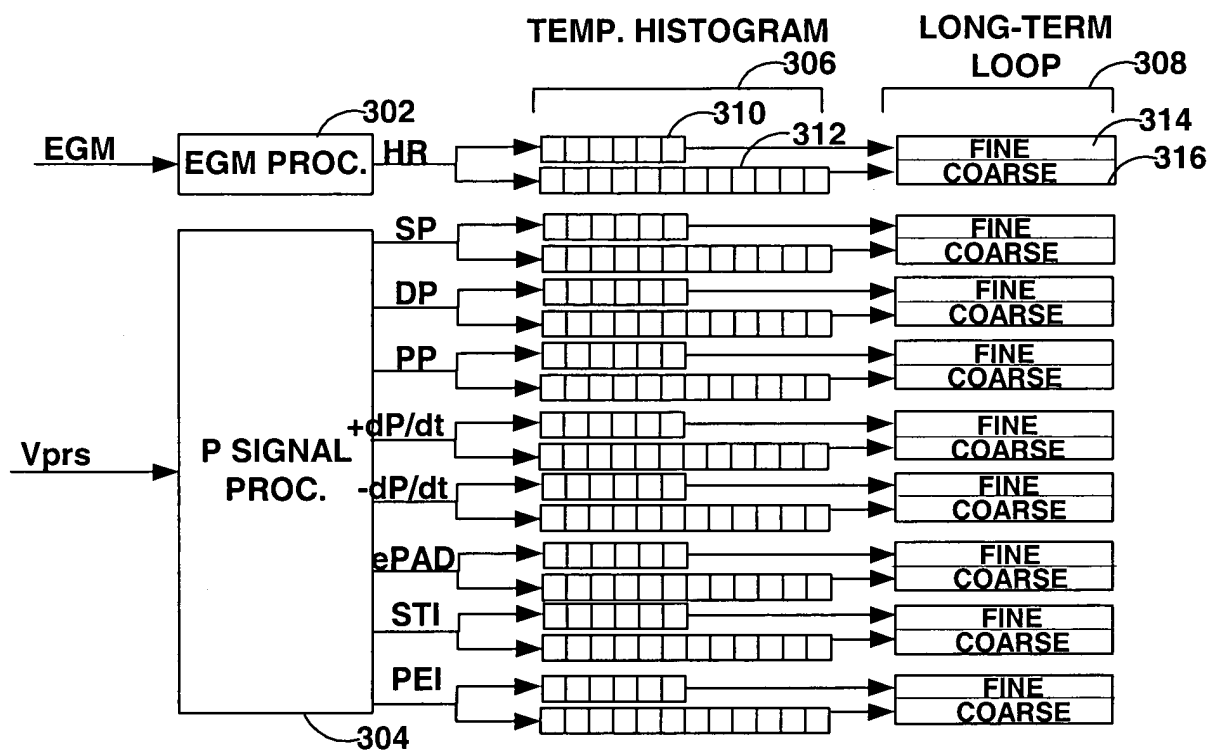 TEMP. HISTOGRAM
LONG-TERM
LOOP
306
308
302
310
314
EGM
EGM PROC.
HR
312
FINE
COARSE
316
SP
FINE
COARSE
DP
FINE
COARSE
PP
FINE
COARSE
+dP/dt
FINE
COARSE
Vprs
P SIGNAL
PROC.
-dP/dt
FINE
COARSE
ePAD
FINE
COARSE
STI
FINE
COARSE
PEI
FINE
COARSE
304